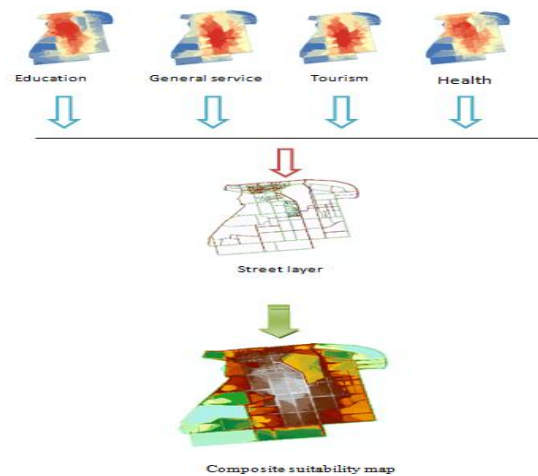 Education
General service
Tourism
Health
Street layer
Composite suitability map